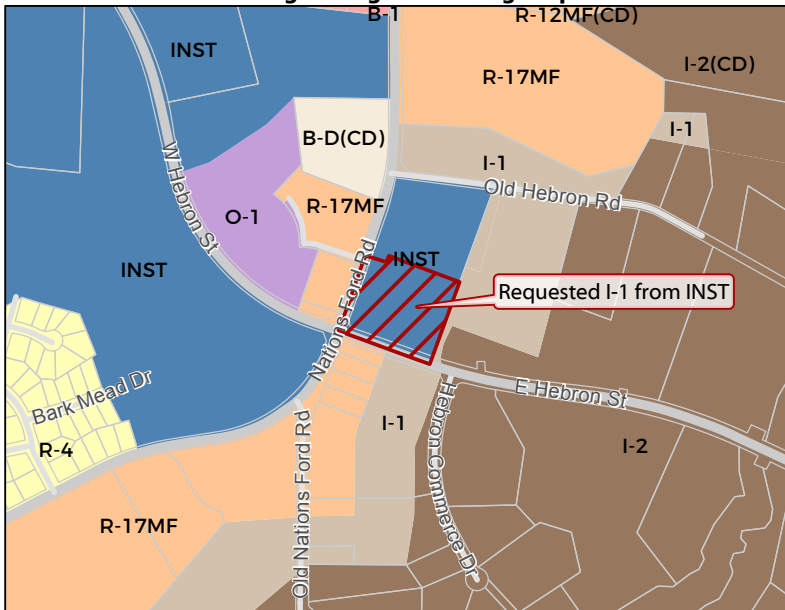 B-1
R-12MF(CD)
INST
I-2(CD)
R-17MF
B-D(CD)
I-1
I-1
W Hebron St
Old Hebron Rd
R-17MF
O-1
INST
INST
Requested I-1 from INST
Nations Ford Rd
Bark Mead Dr
E Hebron St
R-4
I-1
Hebron Commerce Dr
I-2
Old Nations Ford Rd
R-17MF